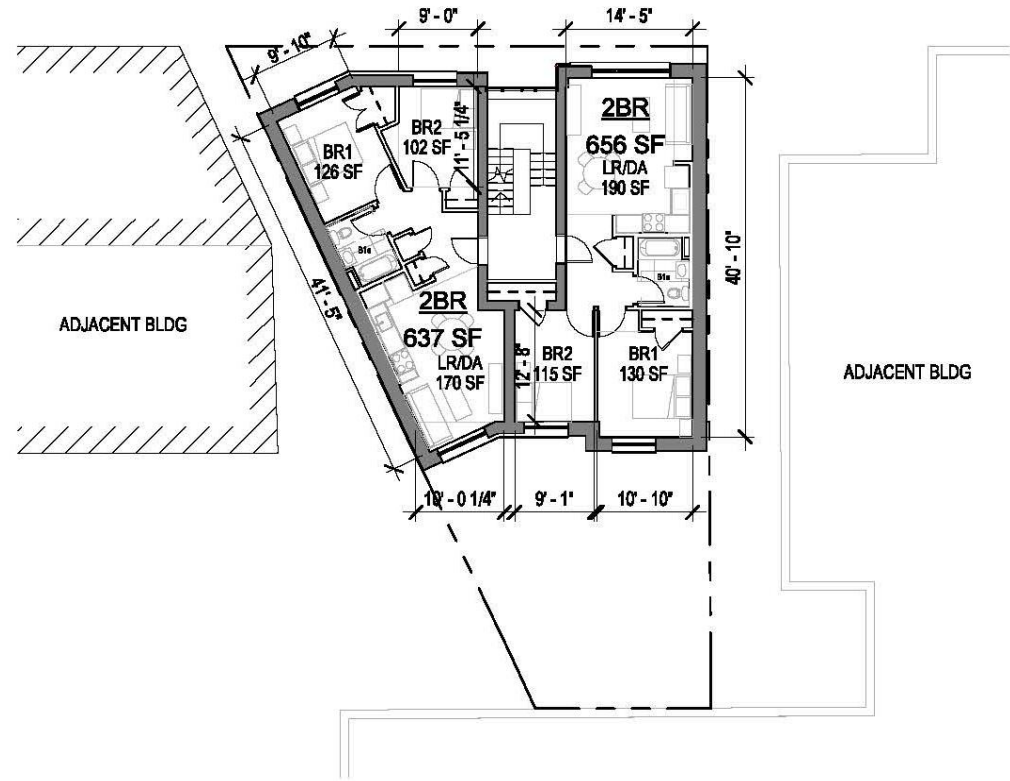 9' - 0"
14' - 5"
9' - 10"
2BR
656 SF
LR/DA
190 SF
BR2
102 SF
11' - 5 1/4"
BR1
126 SF
B1a
B1a
40' - 10"
41' - 5"
2BR
637 SF
LR/DA
170 SF
12' - 8"
BR2
115 SF
BR1
130 SF
ADJACENT BLDG
ADJACENT BLDG
10' - 0 1/4"
9' - 1"
10' - 10"